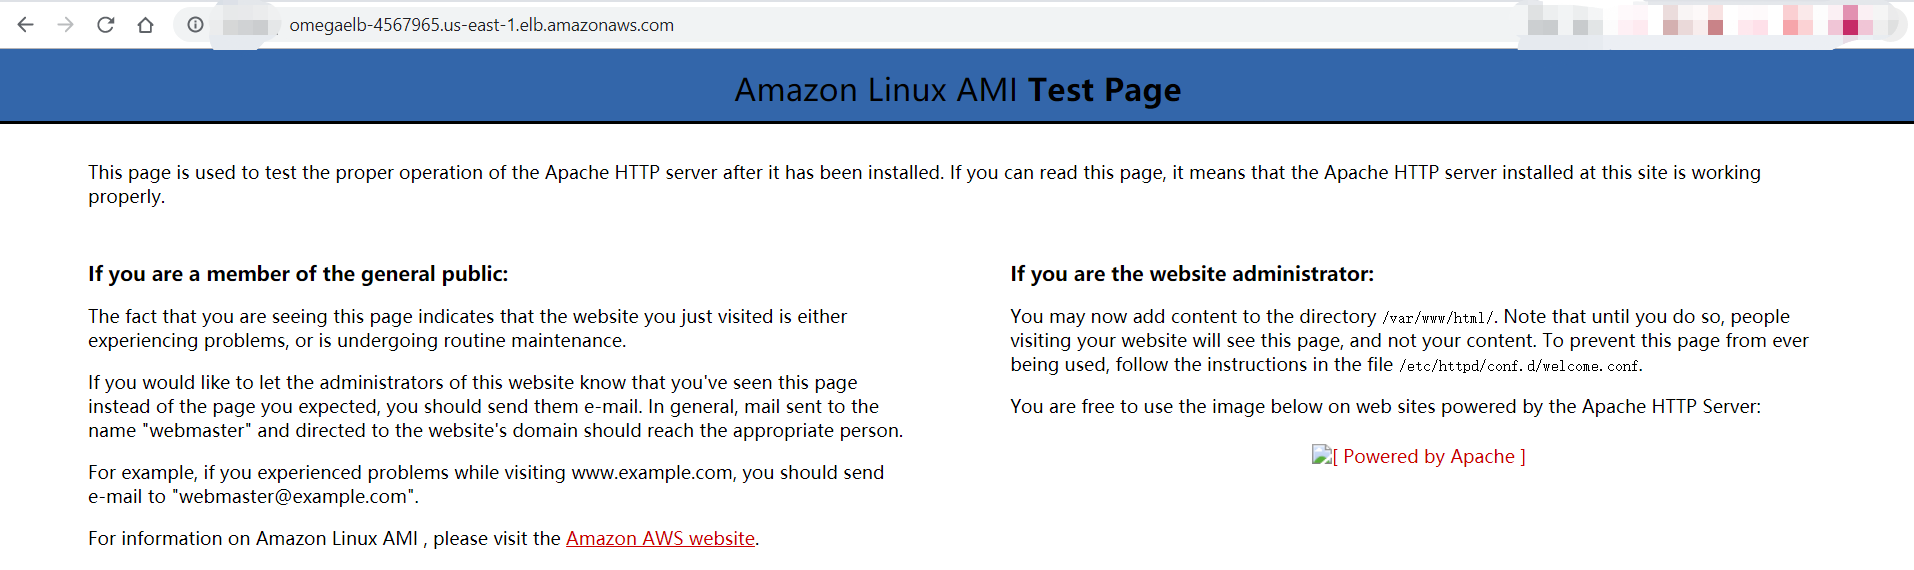 omegaelb-4567965.us-east-1.elb.amazonaws.com
Amazon Linux AMI Test Page
This page is used to test the proper operation of the Apache HTTP server after it has been installed. If you can read this page, it means that the Apache HTTP server installed at this site is working
properly.
If you are a member of the general public:
The fact that you are seeing this page indicates that the website you just visited is either
experiencing problems, or is undergoing routine maintenance.
If you would like to let the administrators of this website know that you've seen this page
instead of the page you expected, you should send them e-mail. In general, mail sent to the
name "webmaster" and directed to the website's domain should reach the appropriate person.
For example, if you experienced problems while visiting www.example.com, you should send
e-mail to "webmaster@example.com".
For information on Amazon Linux AMI , please visit the Amazon AWS website.
If you are the website administrator:
You may now add content to the directory /var/www/html/. Note that until you do so, people
visiting your website will see this page, and not your content. To prevent this page from ever
being used, follow the instructions in the file /etc/httpd/conf.d/welcome.conf.
You are free to use the image below on web sites powered by the Apache HTTP Server:
[ Powered by Apache ]